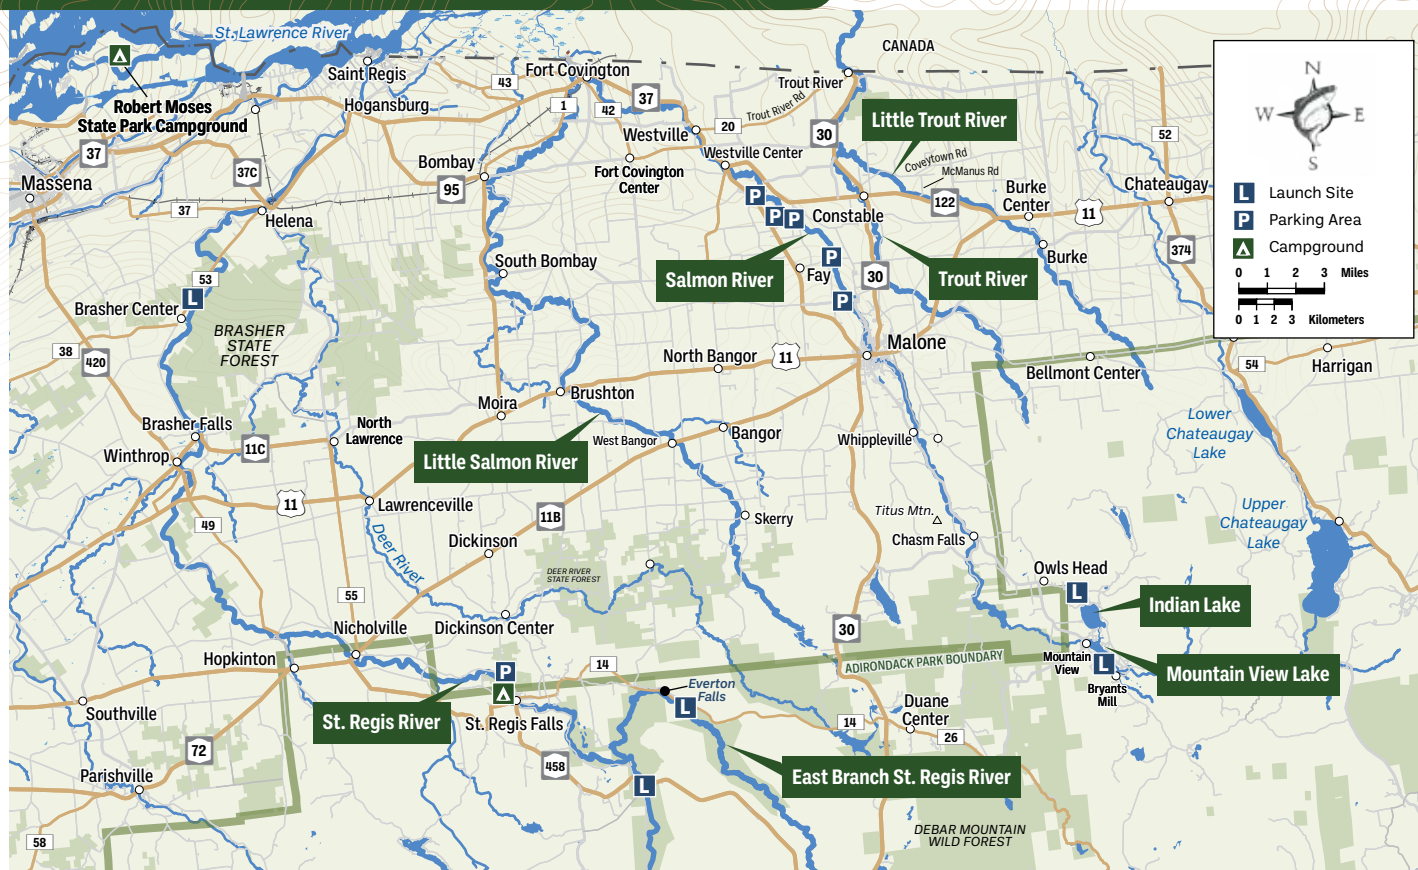 St. Lawrence River
CANADA
Saint Regis
Fort Covington
Trout River
Robert Moses
State Park Campground
Hogansburg
43
1
42
37
20
Trout River Rd
Little Trout River
30
52
37
37C
Westville
Westville Center
Fort Covington
Center
Bombay
95
Coveytown Rd
McManus Rd
Massena
37
Helena
Constable
122
Burke
Center
11
Chateaugay
374
Burke
N
W
E
S
L
Launch Site
P
Parking Area
Campground
0 1 2 3 Miles
0 1 2 3 Kilometers
South Bombay
53
L
Brasher Center
BRASHER
STATE
FOREST
P
P
P
P
P
Salmon River
Fay
30
Trout River
38
420
North Bangor
11
Malone
Bellmont Center
54
Harrigan
Moira
Brushton
Brasher Falls
North
Lawrence
11C
Winthrop
West Bangor
Bangor
Whippleville
Little Salmon River
Lower
Chateaugay
Lake
11
Lawrenceville
49
11B
Skerry
Titus Mtn.
Chasm Falls
Upper
Chateaugay
Lake
Deer River
Dickinson
DEER RIVER
STATE FOREST
Owls Head
L
Indian Lake
55
Nicholville
Dickinson Center
30
Hopkinton
14
ADIRONDACK PARK BOUNDARY
Mountain
View
L
Mountain View Lake
Bryants
Mill
P
Everton
Falls
L
Southville
St. Regis River
St. Regis Falls
14
Duane
Center
26
72
458
Parishville
L
East Branch St. Regis River
58
DEBAR MOUNTAIN
WILD FOREST